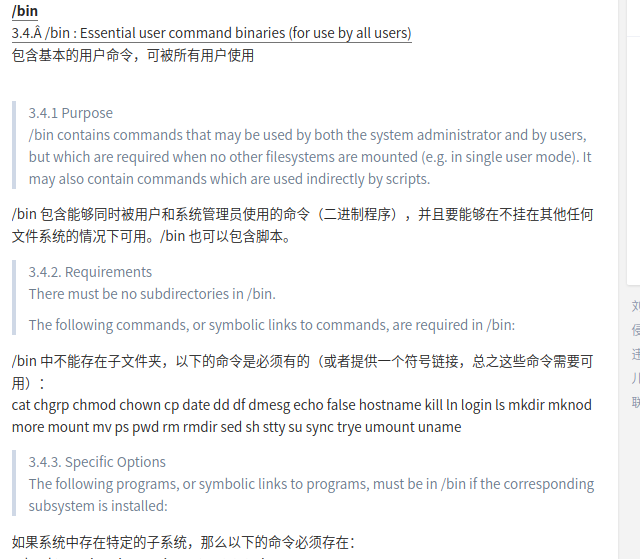 /bin
3.4.Â /bin : Essential user command binaries (for use by all users)
包含基本的用户命令，可被所有用户使用
3.4.1 Purpose
/bin contains commands that may be used by both the system administrator and by users,
but which are required when no other filesystems are mounted (e.g. in single user mode). It
may also contain commands which are used indirectly by scripts.
/bin 包含能够同时被用户和系统管理员使用的命令（二进制程序），并且要能够在不挂在其他任何
文件系统的情况下可用。/bin 也可以包含脚本。
3.4.2. Requirements
There must be no subdirectories in /bin.
The following commands, or symbolic links to commands, are required in /bin:
/bin 中不能存在子文件夹，以下的命令是必须有的（或者提供一个符号链接，总之这些命令需要可
用）：
cat chgrp chmod chown cp date dd df dmesg echo false hostname kill ln login ls mkdir mknod
more mount mv ps pwd rm rmdir sed sh stty su sync trye umount uname
3.4.3. Specific Options
The following programs, or symbolic links to programs, must be in /bin if the corresponding
subsystem is installed:
如果系统中存在特定的子系统，那么以下的命令必须存在：